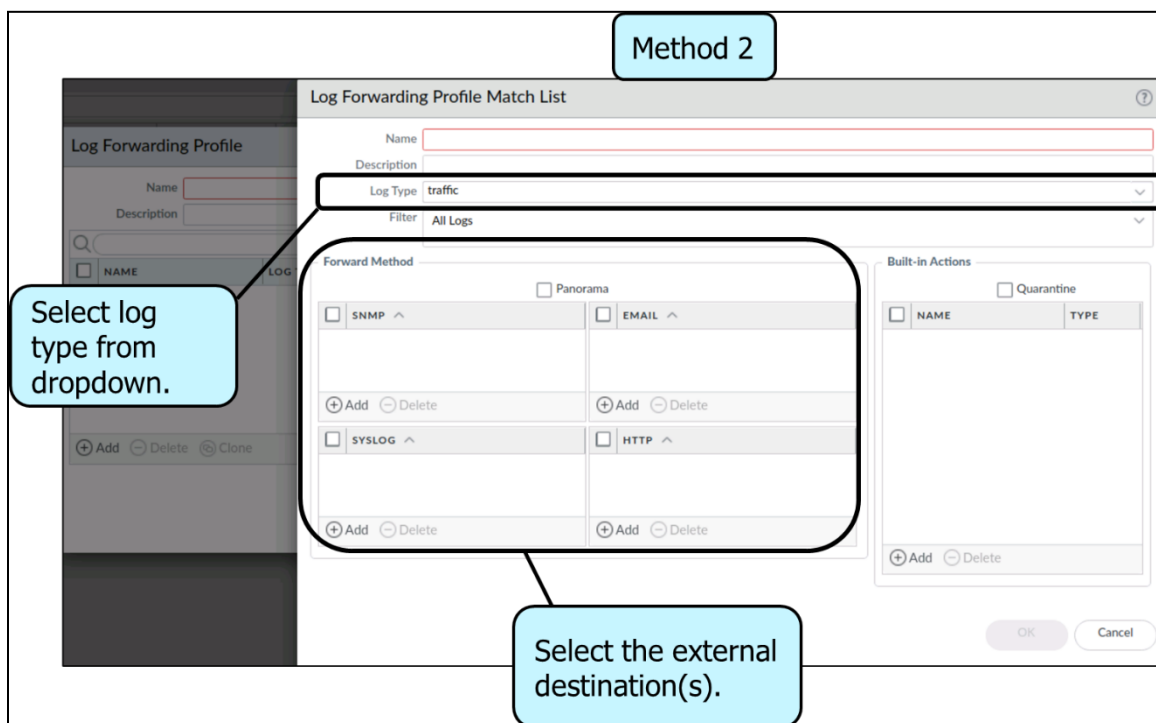 Method 2
Log Forwarding Profile Match List
Name
Description
Log Type traffic
Filter All Logs
Forward Method
Panorama
SNMP EMAIL
Add Delete Add Delete
SYSLOG HTTP
Add Delete Add Delete
Built-in Actions
Quarantine
NAME TYPE
Add Delete
OK Cancel
Log Forwarding Profile
Name
Description
NAME LOG
Add Delete Clone
Select log
type from
dropdown.
Select the external
destination(s).